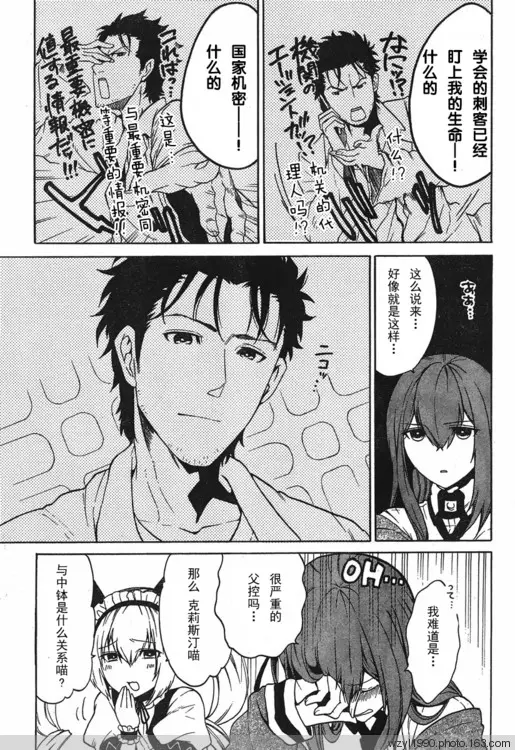 学会的刺客已经
盯上我的生命——!
什么的
なにッ!?
機関の
エージェントだ!?
什么!?
机关的代
理人吗!?
国家机密——!
什么的
これは…?
最重要機密に
値する情報だッ!!!
这是…
与最重要机密同
等重要的情报!!
ああ…
这么说来…
好像就是这样…
ニコッ…
OH...
って…
我难道是…
很严重的
父控吗…
那么 克莉斯汀喵
与中钵是什么关系喵?
www.wzyl1990.photo.163.com